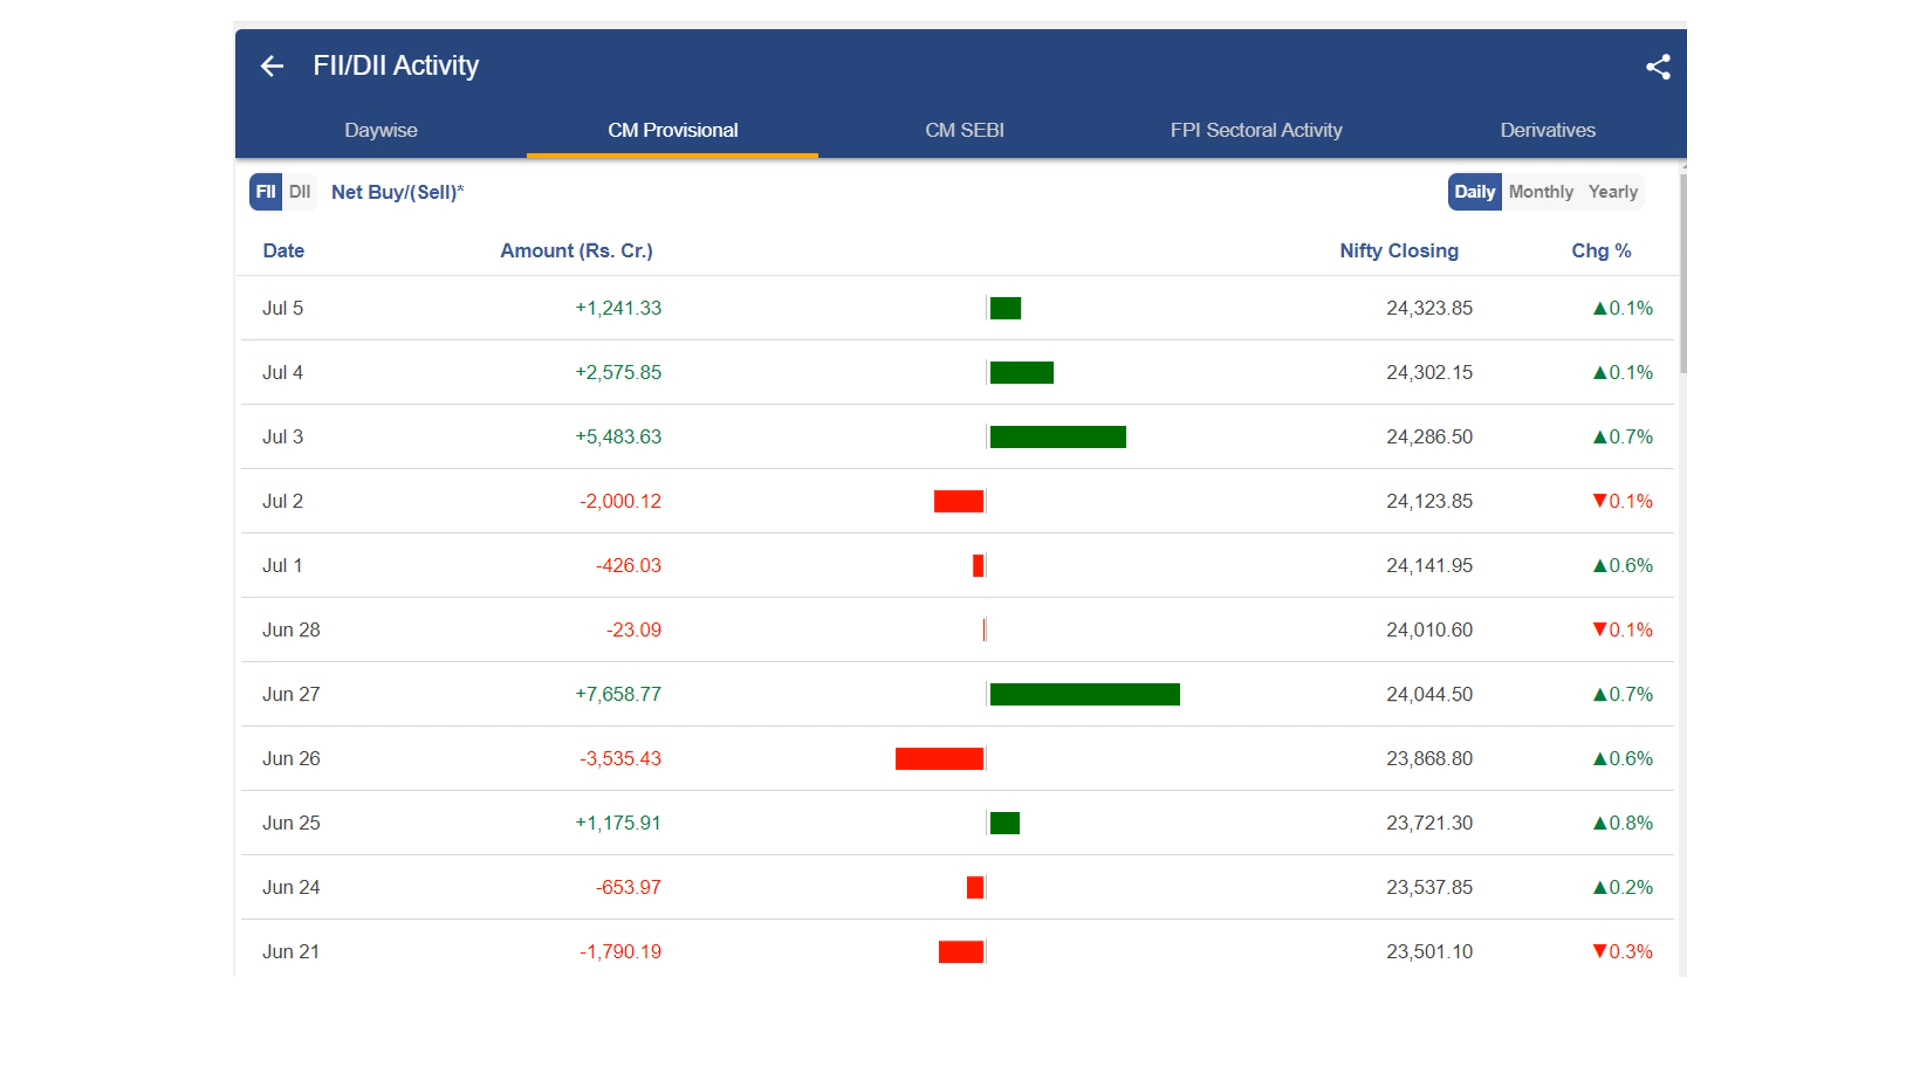 FII/DII Activity
Daywise CM Provisional CM SEBI FPI Sectoral Activity Derivatives
FII DII Net Buy/(Sell)* Daily Monthly Yearly
Date Amount (Rs. Cr.) Nifty Closing Chg %
Jul 5 +1,241.33 24,323.85 ▲0.1%
Jul 4 +2,575.85 24,302.15 ▲0.1%
Jul 3 +5,483.63 24,286.50 ▲0.7%
Jul 2 -2,000.12 24,123.85 ▼0.1%
Jul 1 -426.03 24,141.95 ▲0.6%
Jun 28 -23.09 24,010.60 ▼0.1%
Jun 27 +7,658.77 24,044.50 ▲0.7%
Jun 26 -3,535.43 23,868.80 ▲0.6%
Jun 25 +1,175.91 23,721.30 ▲0.8%
Jun 24 -653.97 23,537.85 ▲0.2%
Jun 21 -1,790.19 23,501.10 ▼0.3%